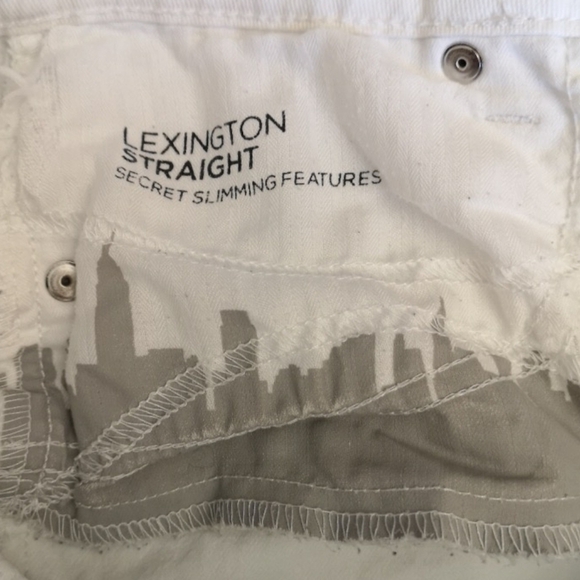 LEXINGTON
STRAIGHT
SECRET SLIMMING FEATURES